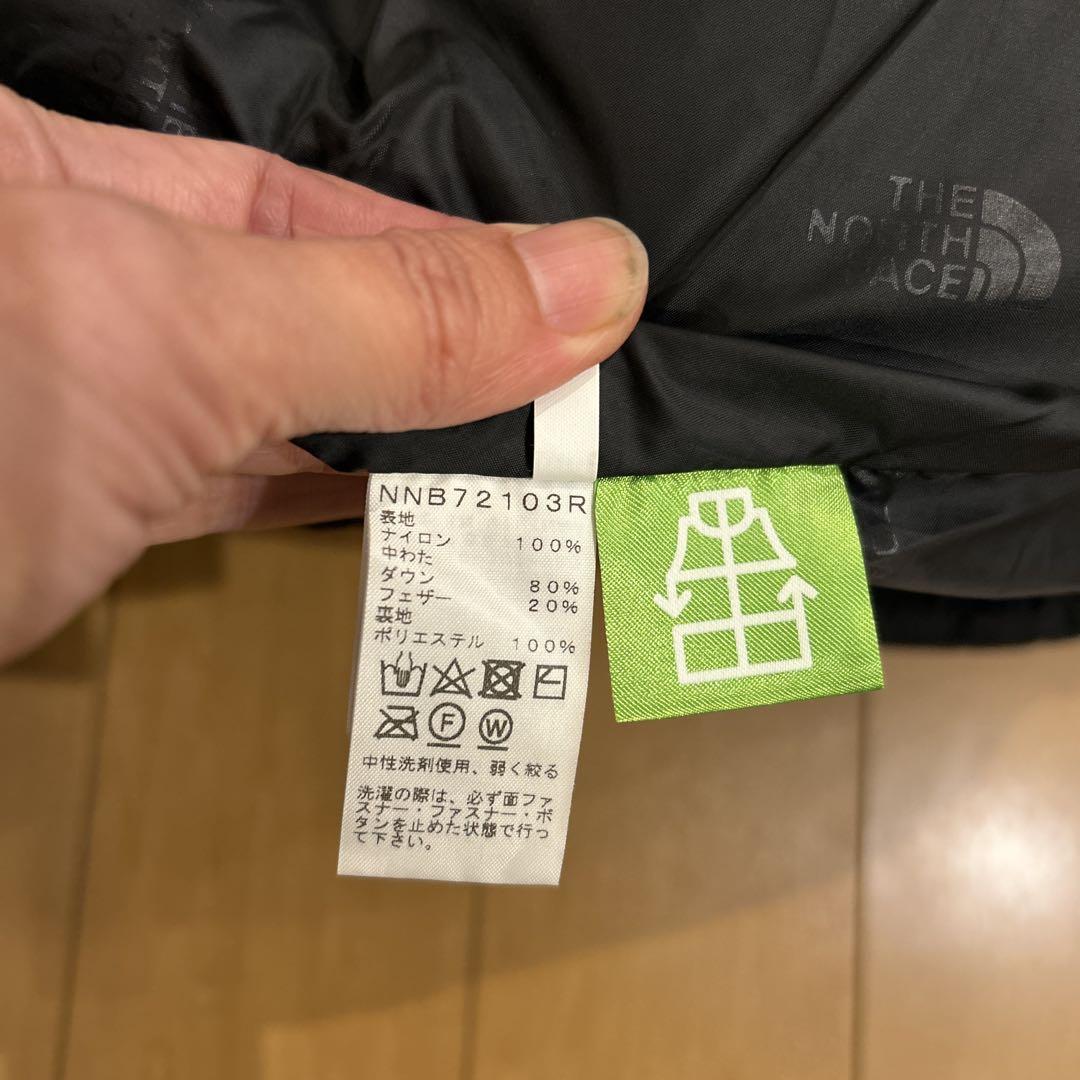 THE
NORTH
FACE
NNB72103R
表地
ナイロン 100%
中わた
ダウン 80%
フェザー 20%
裏地
ポリエステル 100%
F W
中性洗剤使用、弱く絞る
洗濯の際は、必ず面ファ
スナー・ファスナー・ボ
タンを止めた状態で行っ
て下さい。